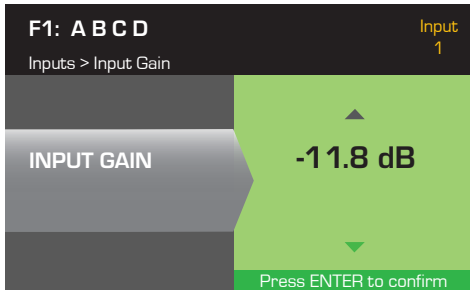 F1: A B C D
Input
1
Inputs > Input Gain
INPUT GAIN
-11.8 dB
Press ENTER to confirm